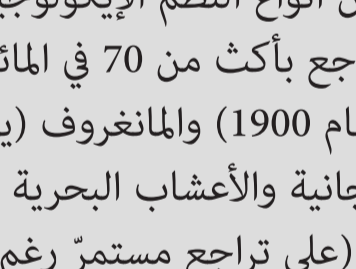 أنواع النظم الإيكولوجي
جع بأكث من 70 في المائ
ام 1900) والمانغروف (ي
جانية والأعشاب البحرية
(على تراجع مستمرّ رغم